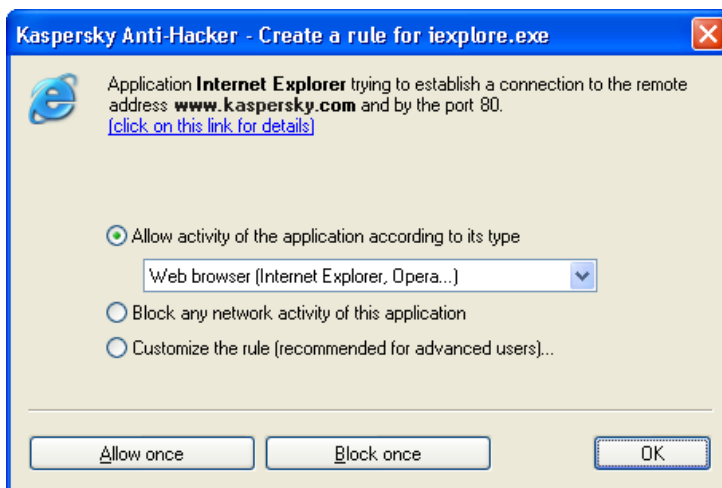 Kaspersky Anti-Hacker - Create a rule for iexplore.exe
Application Internet Explorer trying to establish a connection to the remote
address www.kaspersky.com and by the port 80.
(click on this link for details)
Allow activity of the application according to its type
Web browser (Internet Explorer, Opera...)
Block any network activity of this application
Customize the rule (recommended for advanced users)...
Allow once
Block once
OK